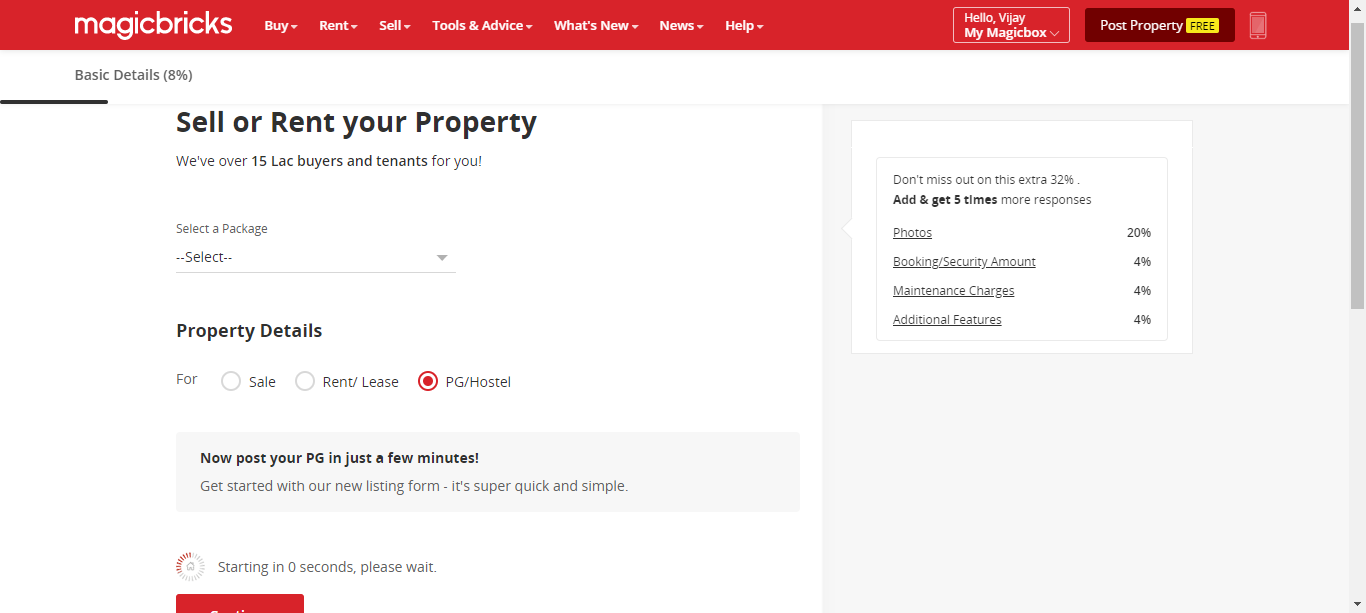 magicbricks
Buy Rent Sell Tools & Advice What's New News Help
Hello, Vijay
My Magicbox
Post Property FREE
Basic Details (8%)
Sell or Rent your Property
We've over 15 Lac buyers and tenants for you!
Select a Package
--Select--
Property Details
For Sale Rent/ Lease PG/Hostel
Now post your PG in just a few minutes!
Get started with our new listing form - it's super quick and simple.
Starting in 0 seconds, please wait.
Don't miss out on this extra 32% .
Add & get 5 times more responses
Photos 20%
Booking/Security Amount 4%
Maintenance Charges 4%
Additional Features 4%